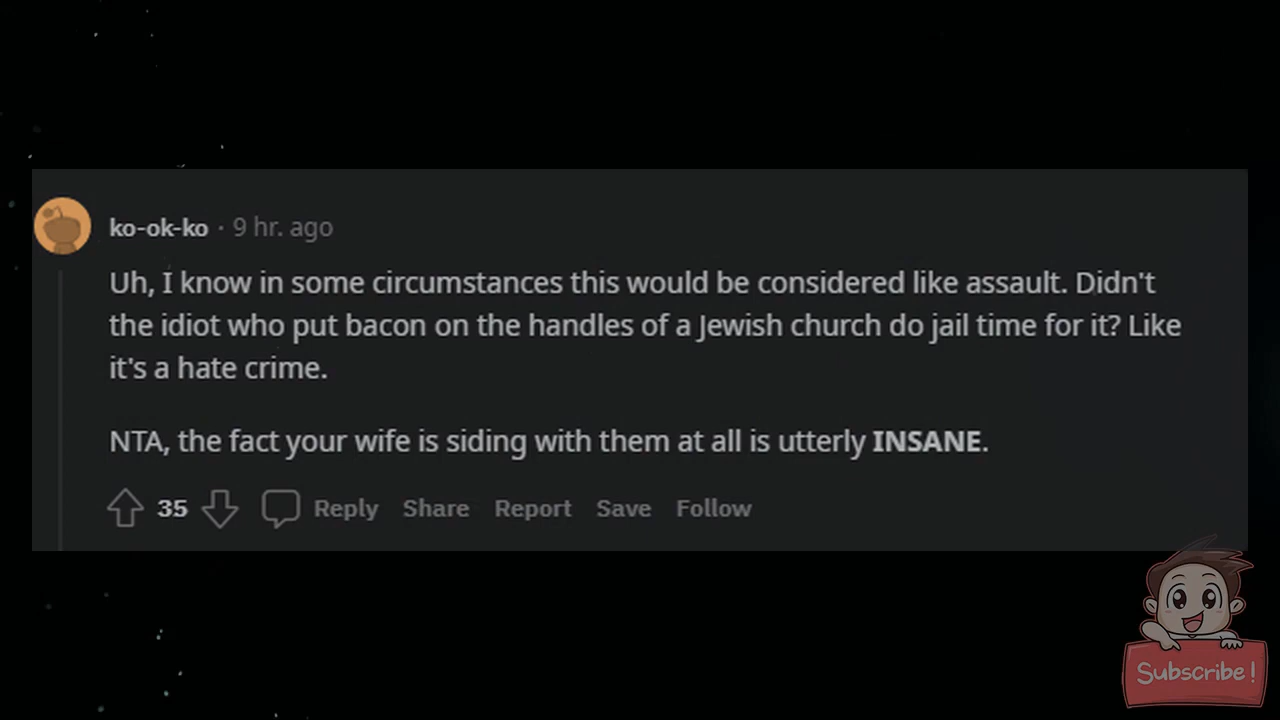 ko-ok-ko · 9 hr. ago
Uh, I know in some circumstances this would be considered like assault. Didn't
the idiot who put bacon on the handles of a Jewish church do jail time for it? Like
it's a hate crime.
NTA, the fact your wife is siding with them at all is utterly INSANE.
35 Reply Share Report Save Follow
Subscribe!